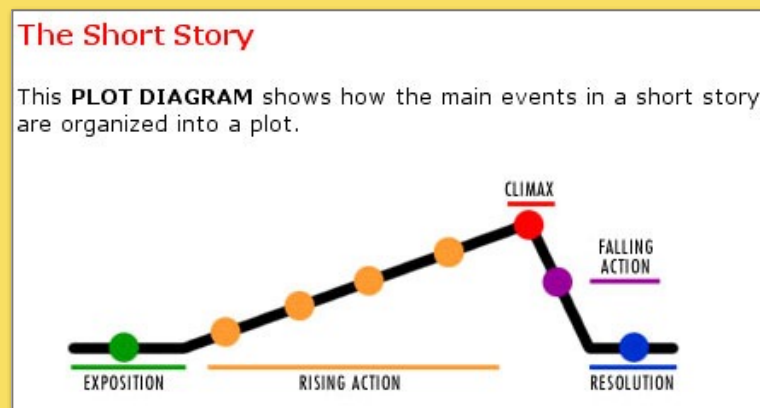 The Short Story
This PLOT DIAGRAM shows how the main events in a short story
are organized into a plot.
CLIMAX
FALLING
ACTION
EXPOSITION
RISING ACTION
RESOLUTION